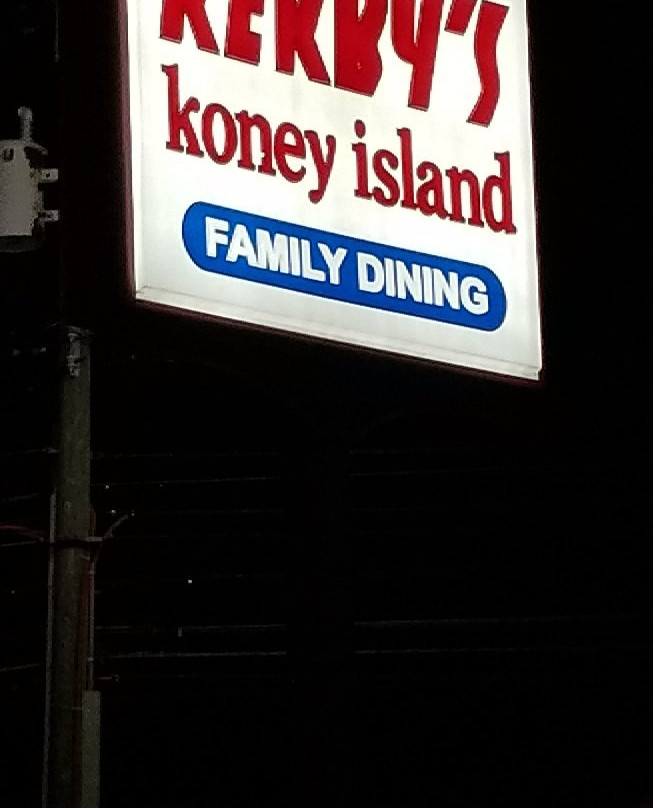 KERBY'S
koney island
FAMILY DINING